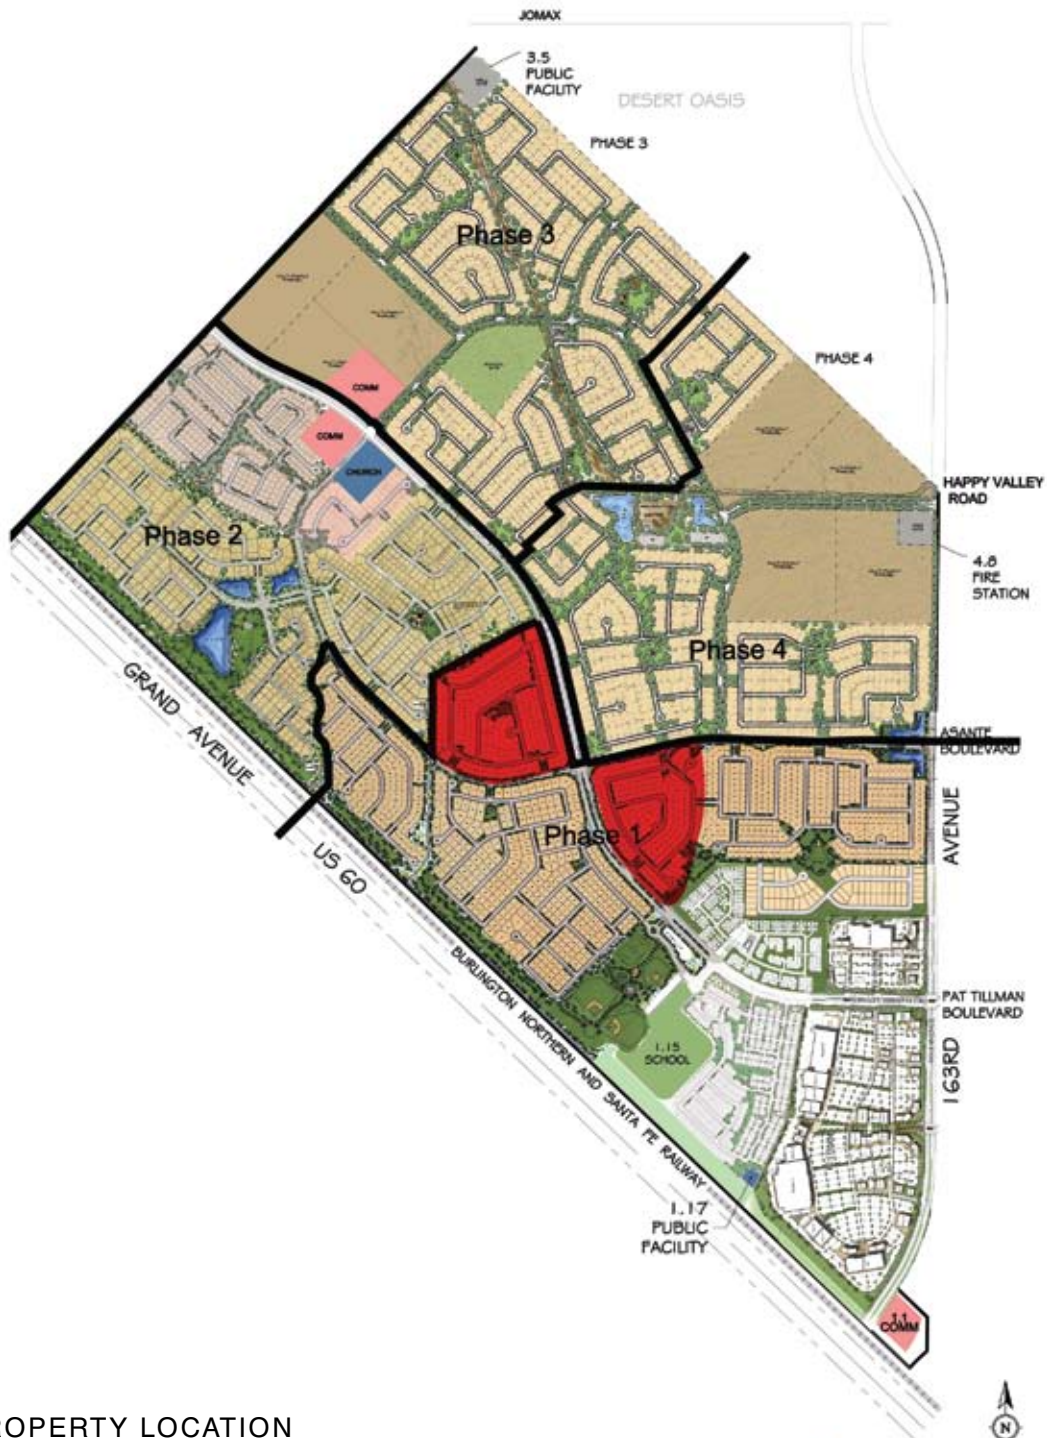 JOMAX
3.5
PUBLIC
FACILITY
DESERT OASIS
PHASE 3
Phase 3
PHASE 4
COMM
COMM
CHURCH
HAPPY VALLEY
ROAD
Phase 2
4.8
FIRE
STATION
Phase 4
GRAND AVENUE
ASANTE
BOULEVARD
AVENUE
Phase 1
US 60
BURLINGTON NORTHERN AND SANTA FE RAILWAY
PAT TILLMAN
BOULEVARD
1.15
SCHOOL
163RD
1.17
PUBLIC
FACILITY
1.1
COMM
N
ROPERTY LOCATION